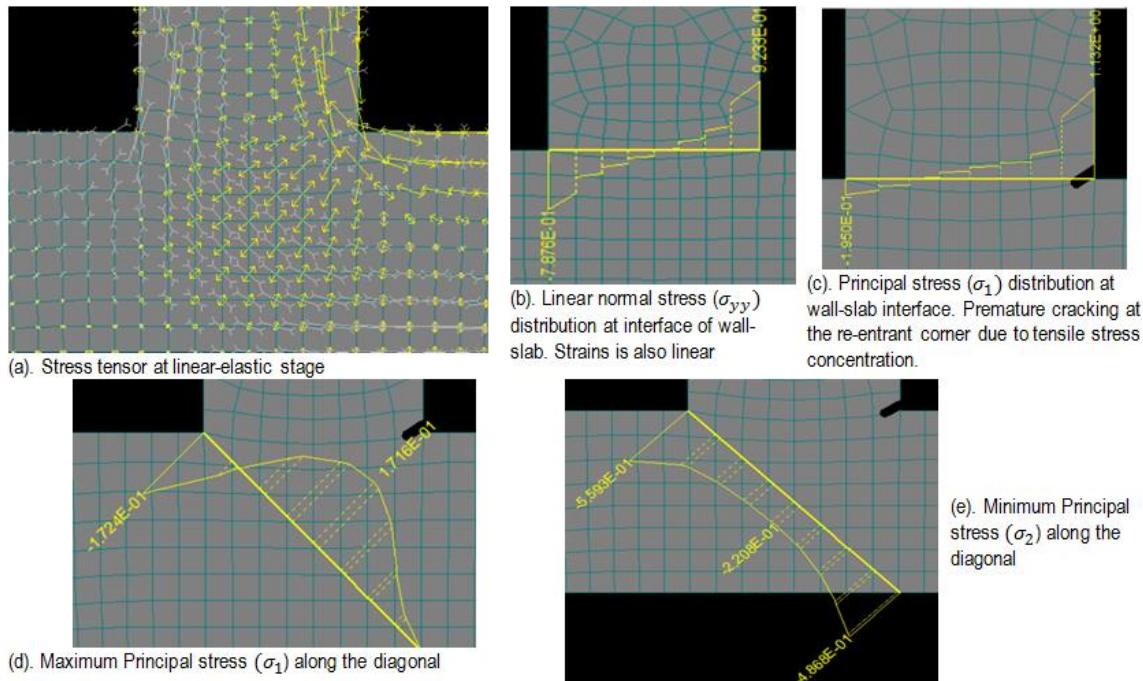 9.233E-01
-7.876E-01
1.132E+00
-1.950E-01
(a). Stress tensor at linear-elastic stage
(b). Linear normal stress (σyy)
distribution at interface of wall-
slab. Strains is also linear
(c). Principal stress (σ1) distribution at
wall-slab interface. Premature cracking at
the re-entrant corner due to tensile stress
concentration.
-1.724E-01
1.716E-01
(d). Maximum Principal stress (σ1) along the diagonal
-5.593E-01
-2.208E-01
4.868E-01
(e). Minimum Principal
stress (σ2) along the
diagonal